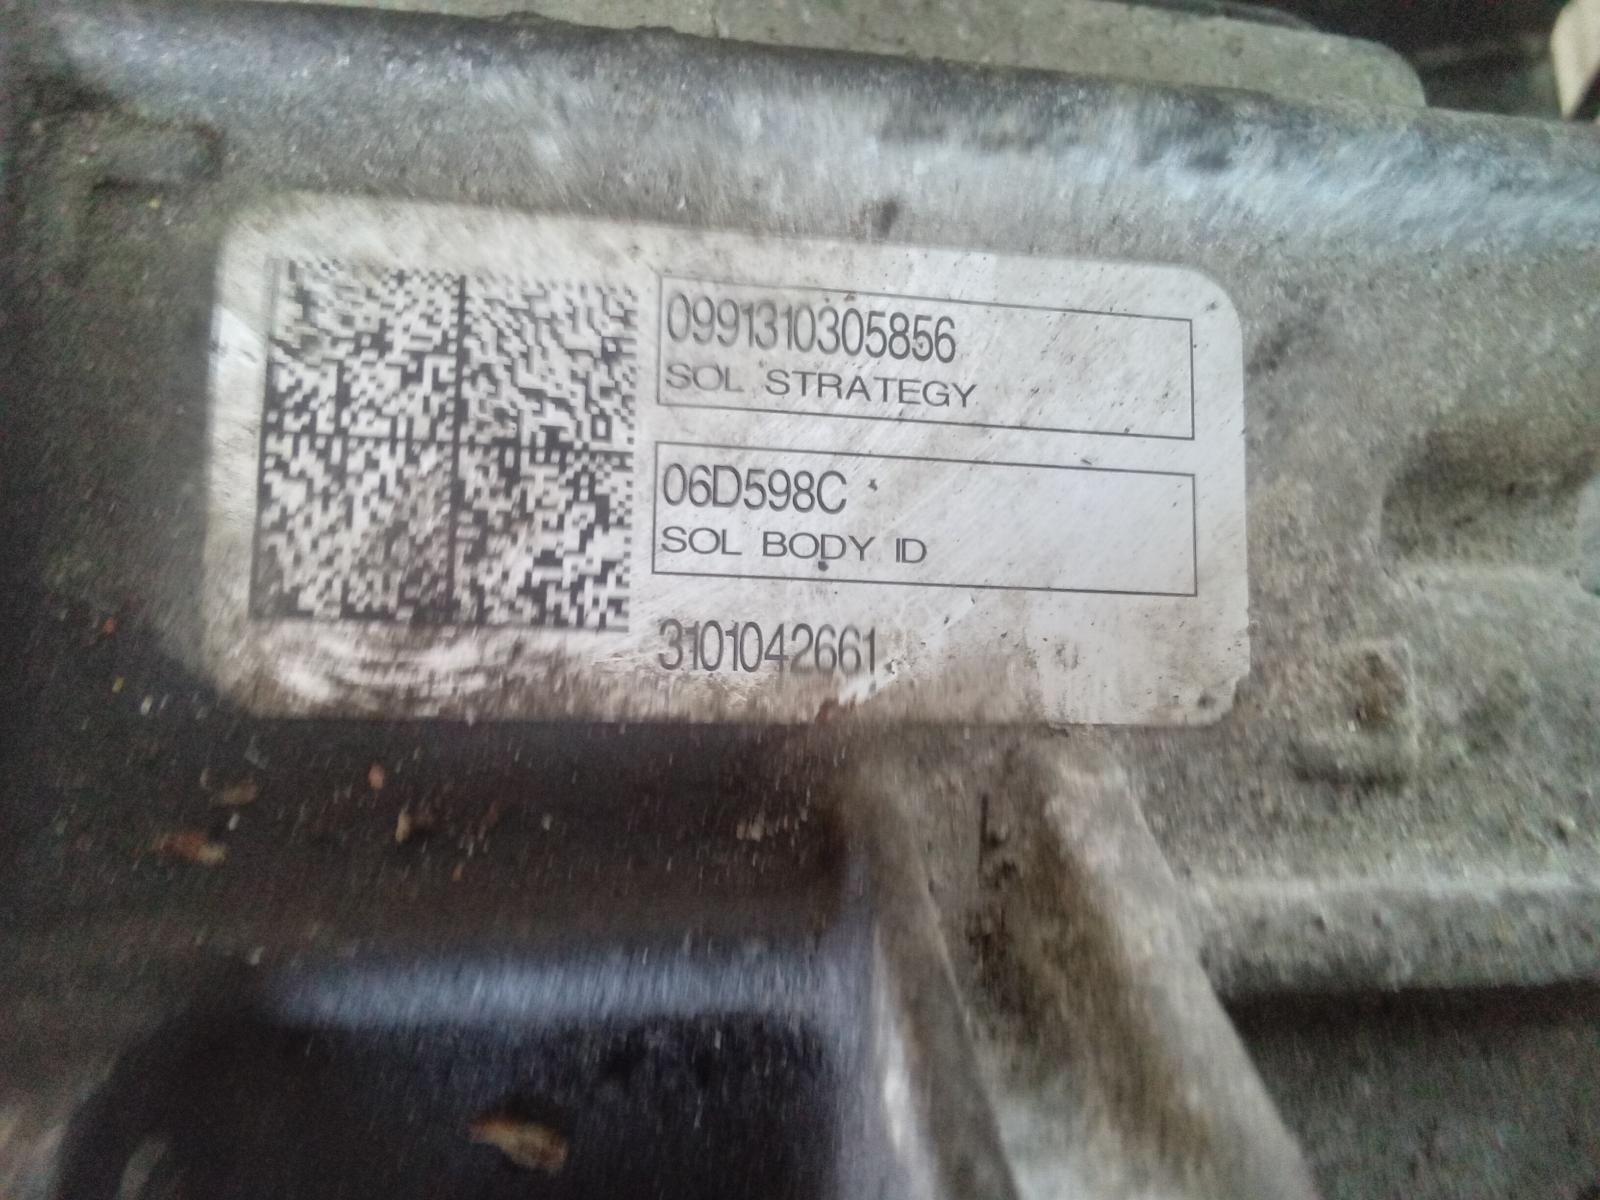 0991310305856
SOL STRATEGY
06D598C
SOL BODY ID
3101042661